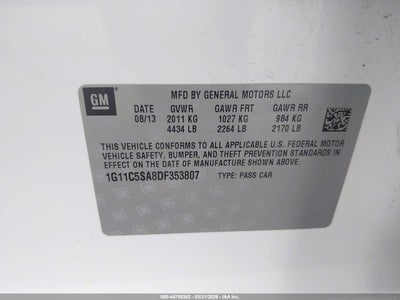 GM
MFD BY GENERAL MOTORS LLC
DATE GVWR GAWR FRT GAWR RR
08/13 2011 KG 1027 KG 984 KG
4434 LB 2264 LB 2170 LB
THIS VEHICLE CONFORMS TO ALL APPLICABLE U.S. FEDERAL MOTOR
VEHICLE SAFETY, BUMPER, AND THEFT PREVENTION STANDARDS
IN EFFECT ON THE DATE OF MANUFACTURE SHOWN ABOVE.
1G11C5SA8DF353807 TYPE: PASS CAR